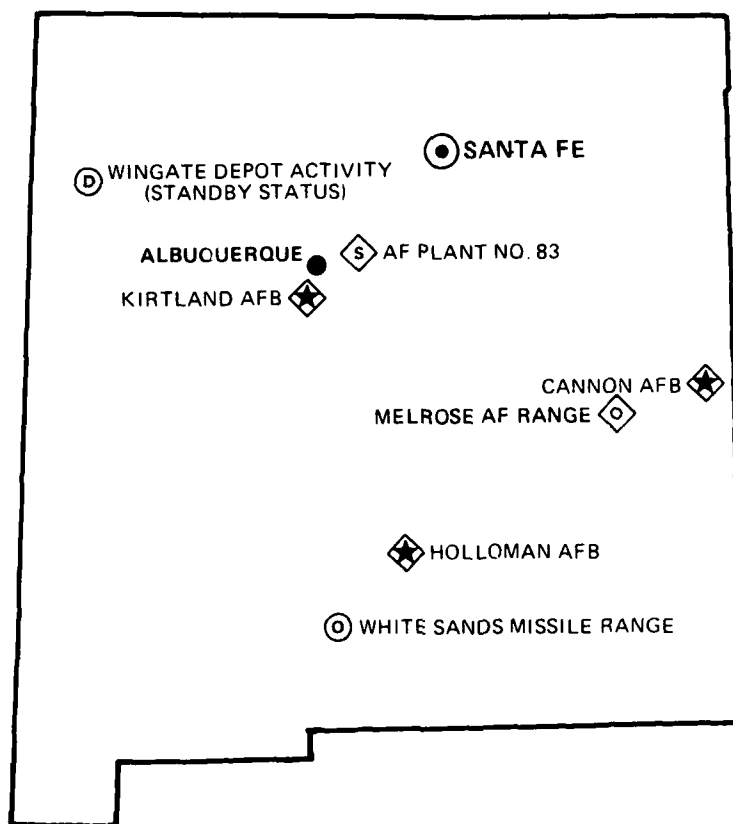 SANTA FE
D WINGATE DEPOT ACTIVITY
(STANDBY STATUS)
ALBUQUERQUE
S AF PLANT NO. 83
KIRTLAND AFB
CANNON AFB
MELROSE AF RANGE O
HOLLOMAN AFB
O WHITE SANDS MISSILE RANGE